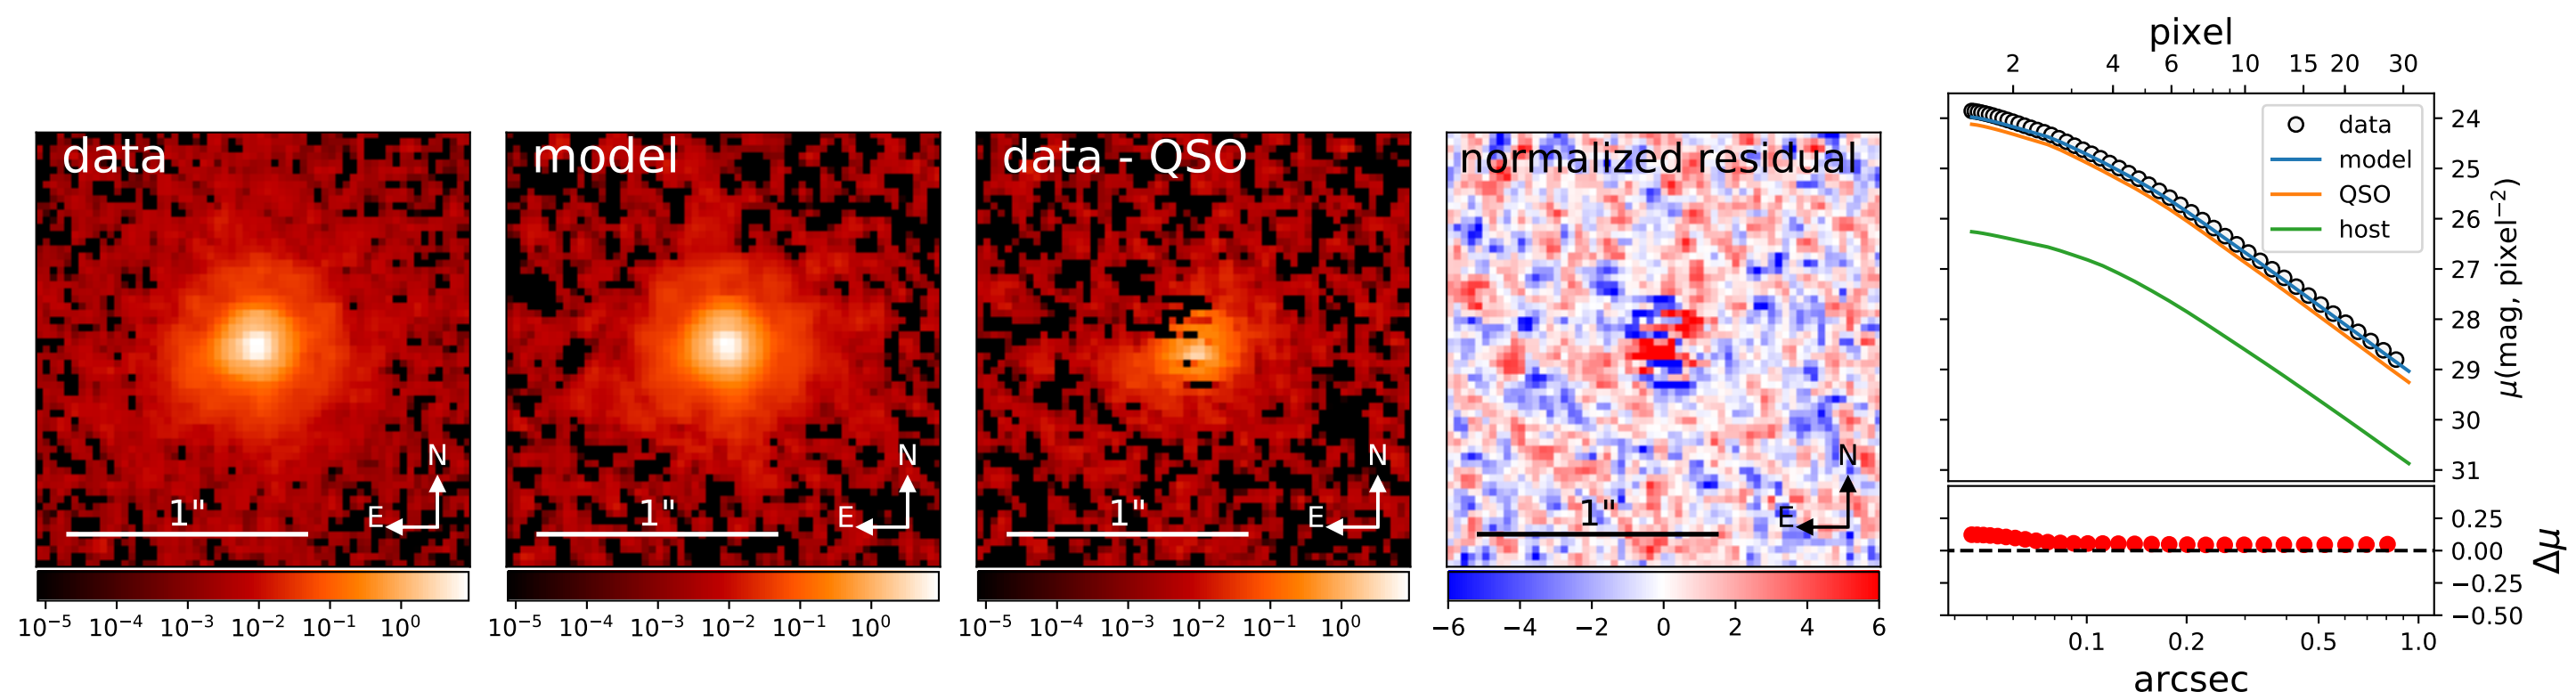 data
1"
N
E
10⁻⁵ 10⁻⁴ 10⁻³ 10⁻² 10⁻¹ 10⁰
model
1"
N
E
10⁻⁵ 10⁻⁴ 10⁻³ 10⁻² 10⁻¹ 10⁰
data - QSO
1"
N
E
10⁻⁵ 10⁻⁴ 10⁻³ 10⁻² 10⁻¹ 10⁰
normalized residual
1"
N
E
−6 −4 −2 0 2 4 6
pixel
2 4 6 10 15 20 30
data
model
QSO
host
24
25
26
27
28
29
30
31
μ(mag, pixel⁻²)
0.25
0.00
−0.25
−0.50
Δμ
0.1 0.2 0.5 1.0
arcsec